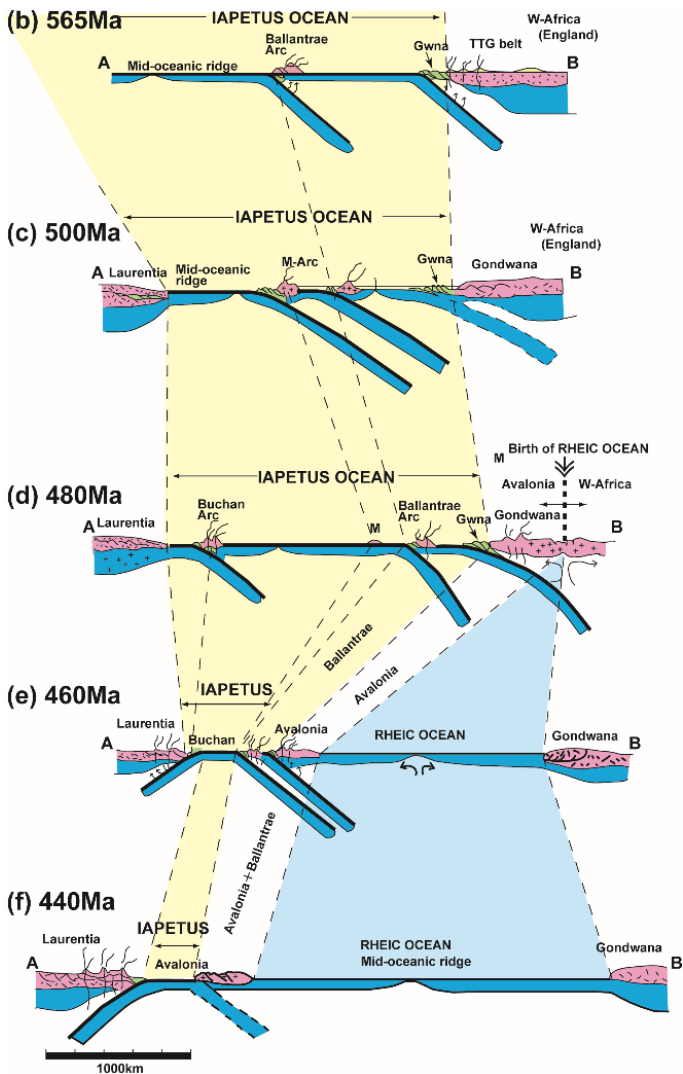 (b) 565Ma
IAPETUS OCEAN
Ballantrae
Arc
A
Mid-oceanic ridge
Gwna
TTG belt
W-Africa
(England)
B
(c) 500Ma
IAPETUS OCEAN
W-Africa
(England)
A
Laurentia
Mid-oceanic
ridge
M-Arc
Gwna
Gondwana
B
(d) 480Ma
IAPETUS OCEAN
M
Birth of RHEIC OCEAN
Avalonia
W-Africa
A
Laurentia
Buchan
Arc
M
Ballantrae
Arc
Gwna
Gondwana
B
Ballantrae
Avalonia
(e) 460Ma
IAPETUS
A
Laurentia
Buchan
Avalonia
RHEIC OCEAN
Gondwana
B
Avalonia+Ballantrae
(f) 440Ma
IAPETUS
A
Laurentia
Avalonia
RHEIC OCEAN
Mid-oceanic ridge
Gondwana
B
1000km